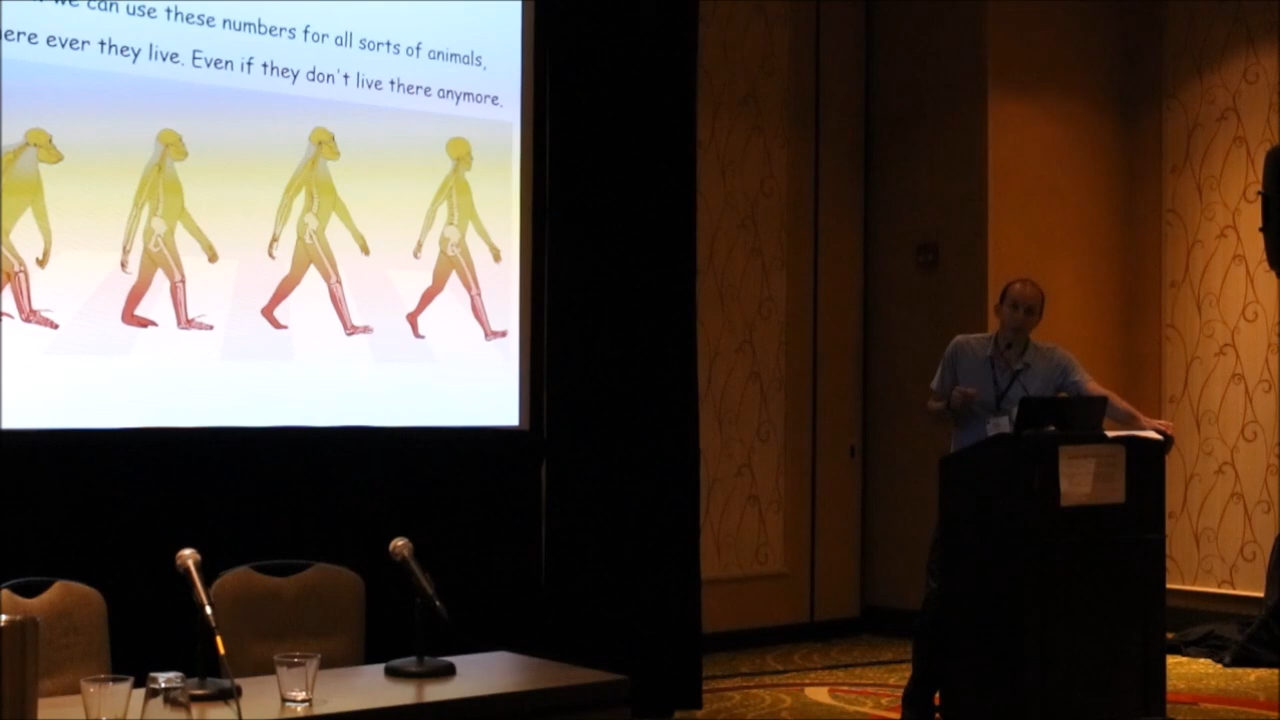 we can use these numbers for all sorts of animals,
ere ever they live. Even if they don't live there anymore.